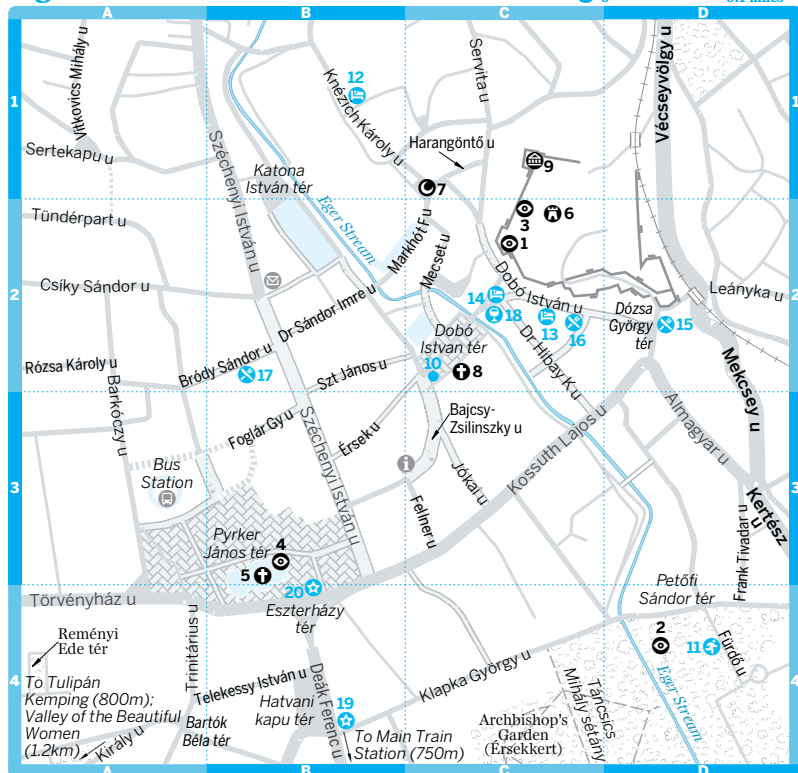 A
B
C
D
1
1
2
2
3
3
4
4
A
B
C
D
Vitkovics Mihály u
Sertekapu u
Tündérpart u
Csíky Sándor u
Rózsa Károly u
Barkóczy u
Széchenyi István u
Katona
István tér
Eger Stream
12
Knézich Károly u
Servita u
Harangöntő u
7
9
3
6
1
Vécseyvölgy u
Markhót F u
Mecset u
Dobó István u
14
18
13
16
Dózsa
György
tér
15
Leányka u
Dr Sándor Imre u
Dobó
Istvan tér
10
8
Dr Hibay K u
Mekcsey u
Bródy Sándor u
17
Szt János u
Foglár Gy u
Széchenyi István u
Érsek u
Bajcsy-
Zsilinszky u
Jókai u
Kossuth Lajos u
Almagyar u
Bus
Station
Fellner u
Kertész
u
Frank Tivadar u
Pyrker
János tér
4
5
20
Eszterházy
tér
Törvényház u
Petőfi
Sándor tér
2
11
Fürdő u
Eger Stream
Reményi
Ede tér
Trinitárius u
To Tulipán
Kemping (800m);
Valley of the Beautiful
Women
(1.2km)
Király u
Telekessy István u
Bartók
Béla tér
Hatvani
kapu tér
Deák Ferenc u
19
To Main Train
Station (750m)
Klapka György u
Archbishop's
Garden
(Érsekkert)
Táncsics
Mihály sétány